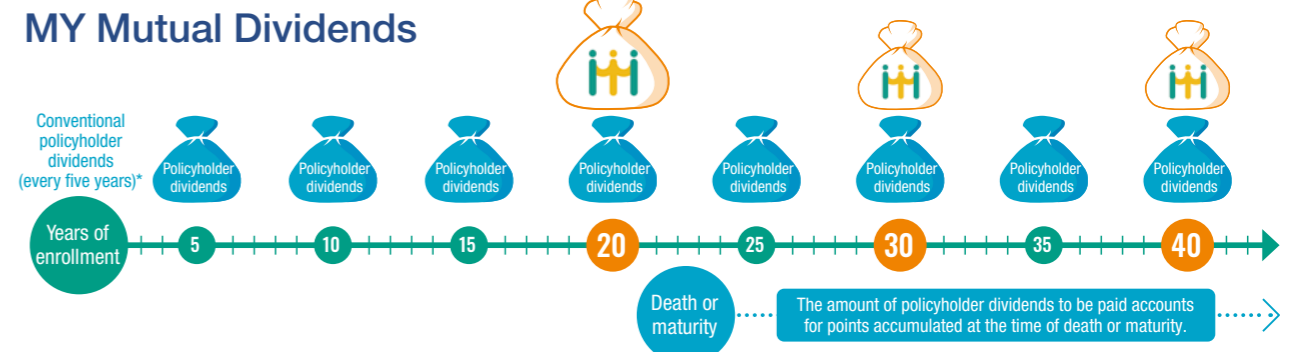 MY Mutual Dividends
Conventional
policyholder
dividends
(every five years)*
Policyholder
dividends
Policyholder
dividends
Policyholder
dividends
Policyholder
dividends
Policyholder
dividends
Policyholder
dividends
Policyholder
dividends
Policyholder
dividends
Years of
enrollment
5
10
15
20
25
30
35
40
Death or
maturity
The amount of policyholder dividends to be paid accounts
for points accumulated at the time of death or maturity.